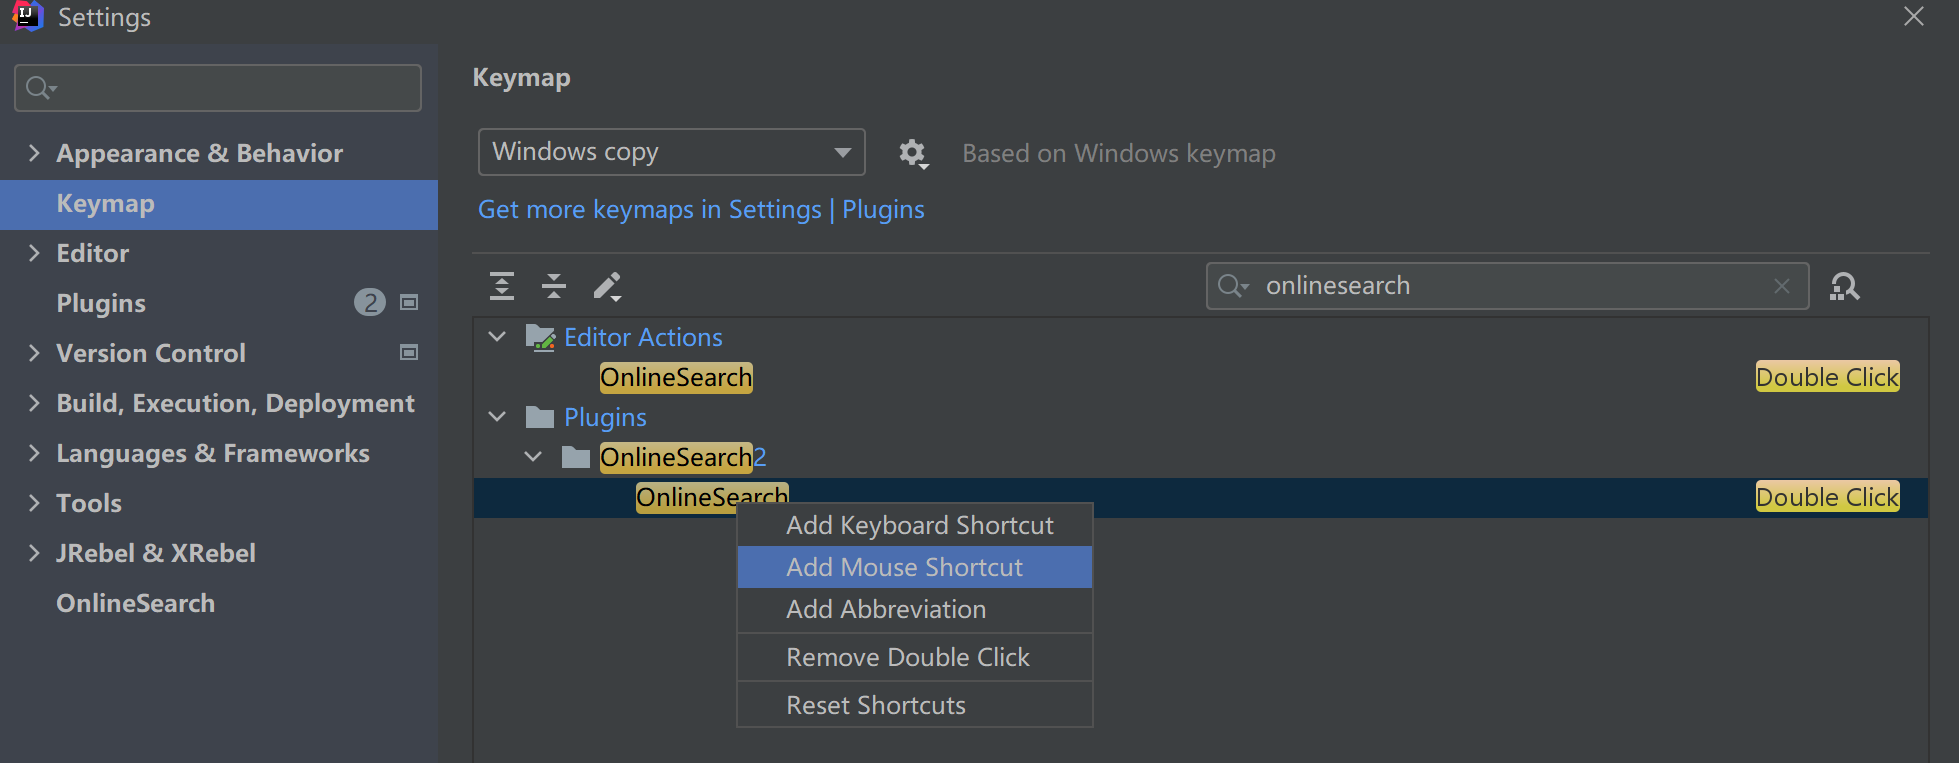 IJ
Settings
Appearance & Behavior
Keymap
Editor
Plugins 2
Version Control
Build, Execution, Deployment
Languages & Frameworks
Tools
JRebel & XRebel
OnlineSearch
Keymap
Windows copy
Based on Windows keymap
Get more keymaps in Settings | Plugins
onlinesearch
Editor Actions
OnlineSearch Double Click
Plugins
OnlineSearch2
OnlineSearch Double Click
Add Keyboard Shortcut
Add Mouse Shortcut
Add Abbreviation
Remove Double Click
Reset Shortcuts